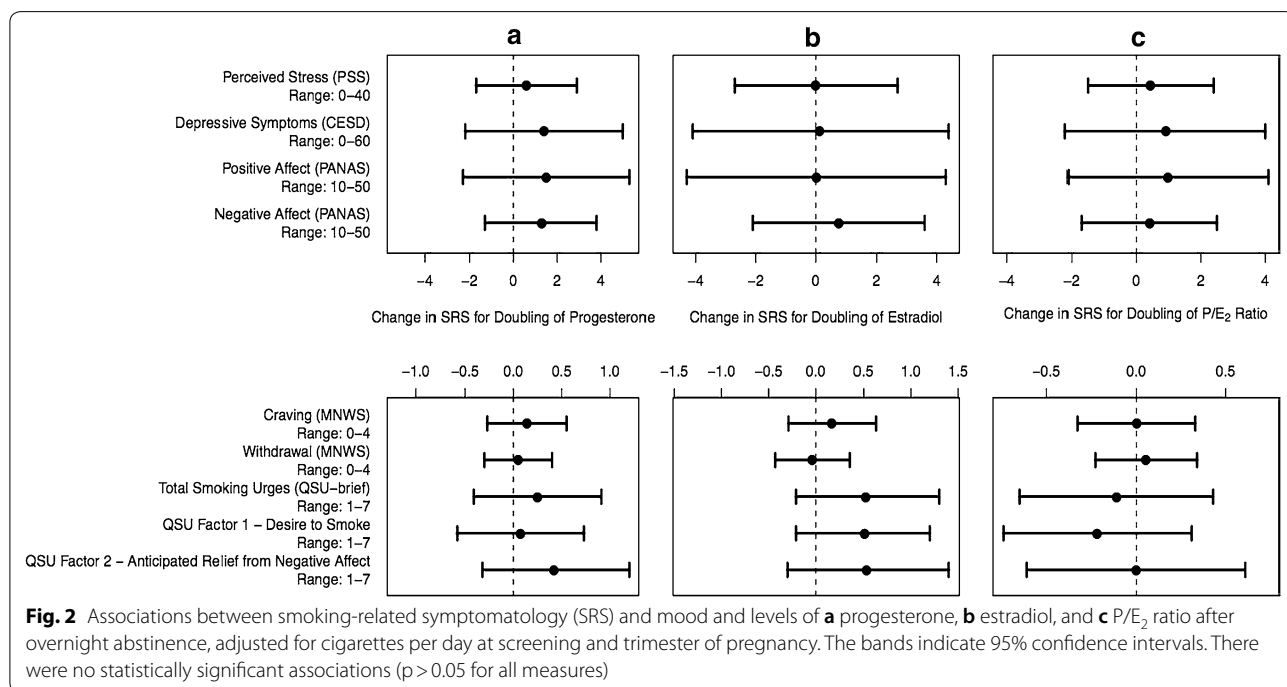 a
b
c
Perceived Stress (PSS)
Range: 0–40
Depressive Symptoms (CESD)
Range: 0–60
Positive Affect (PANAS)
Range: 10–50
Negative Affect (PANAS)
Range: 10–50
−4 −2 0 2 4
−4 −2 0 2 4
−4 −2 0 2 4
Change in SRS for Doubling of Progesterone
Change in SRS for Doubling of Estradiol
Change in SRS for Doubling of P/E₂ Ratio
−1.0 −0.5 0.0 0.5 1.0
−1.5 −1.0 −0.5 0.0 0.5 1.0 1.5
−0.5 0.0 0.5
Craving (MNWS)
Range: 0–4
Withdrawal (MNWS)
Range: 0–4
Total Smoking Urges (QSU−brief)
Range: 1–7
QSU Factor 1 − Desire to Smoke
Range: 1–7
QSU Factor 2 − Anticipated Relief from Negative Affect
Range: 1–7
Fig. 2 Associations between smoking-related symptomatology (SRS) and mood and levels of a progesterone, b estradiol, and c P/E₂ ratio after
overnight abstinence, adjusted for cigarettes per day at screening and trimester of pregnancy. The bands indicate 95% confidence intervals. There
were no statistically significant associations (p > 0.05 for all measures)